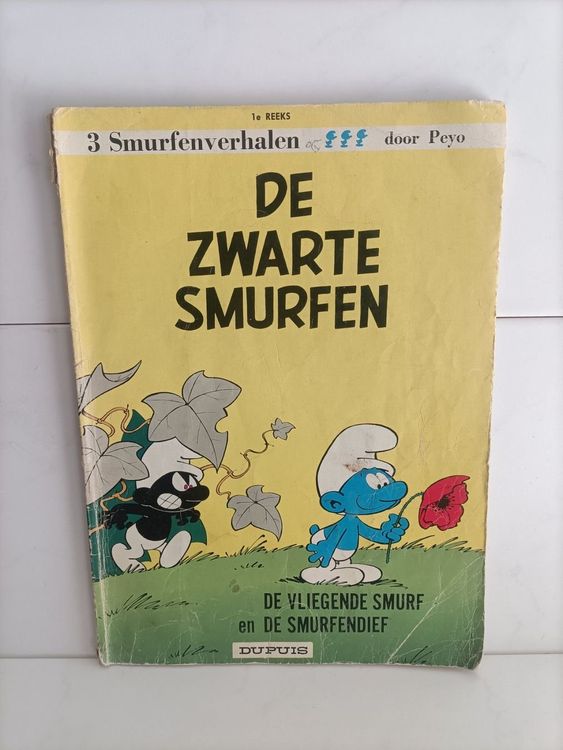 1e REEKS
3 Smurfenverhalen door Peyo
DE
ZWARTE
SMURFEN
DE VLIEGENDE SMURF
en DE SMURFENDIEF
DUPUIS